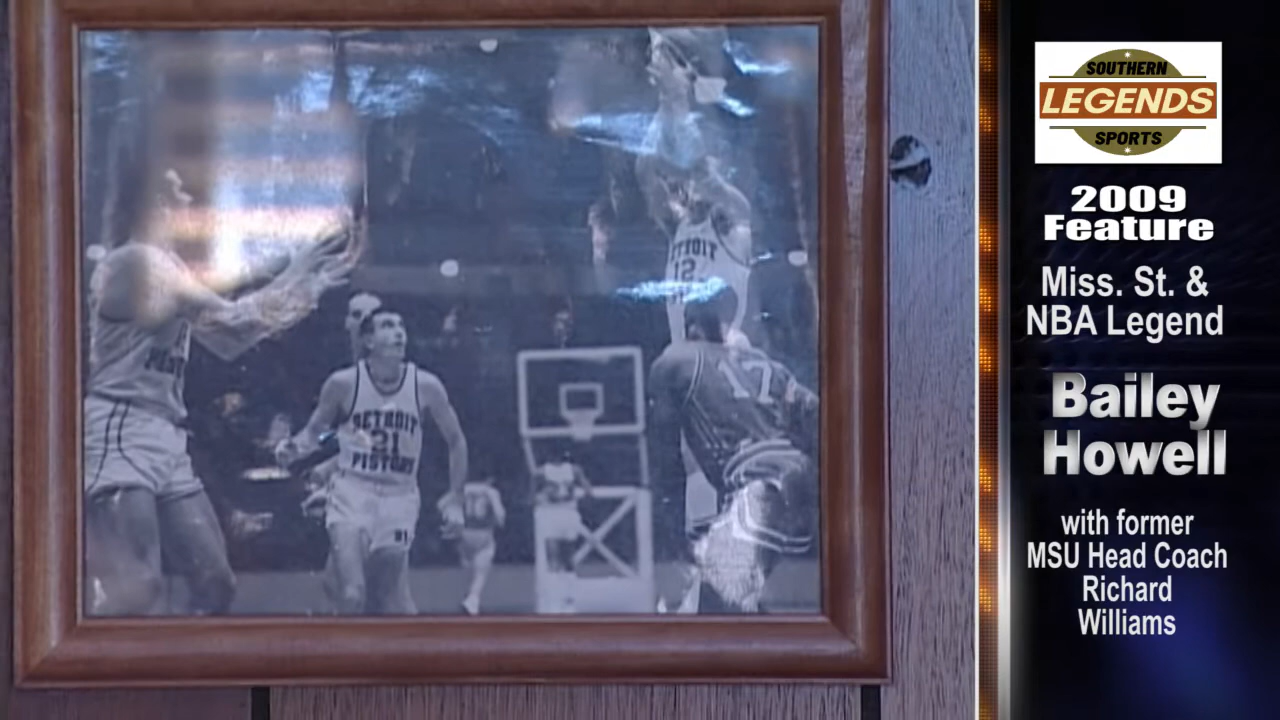 SOUTHERN
LEGENDS
SPORTS
2009
Feature
Miss. St. &
NBA Legend
Bailey
Howell
with former
MSU Head Coach
Richard
Williams
12
17
DETROIT
21
PISTONS